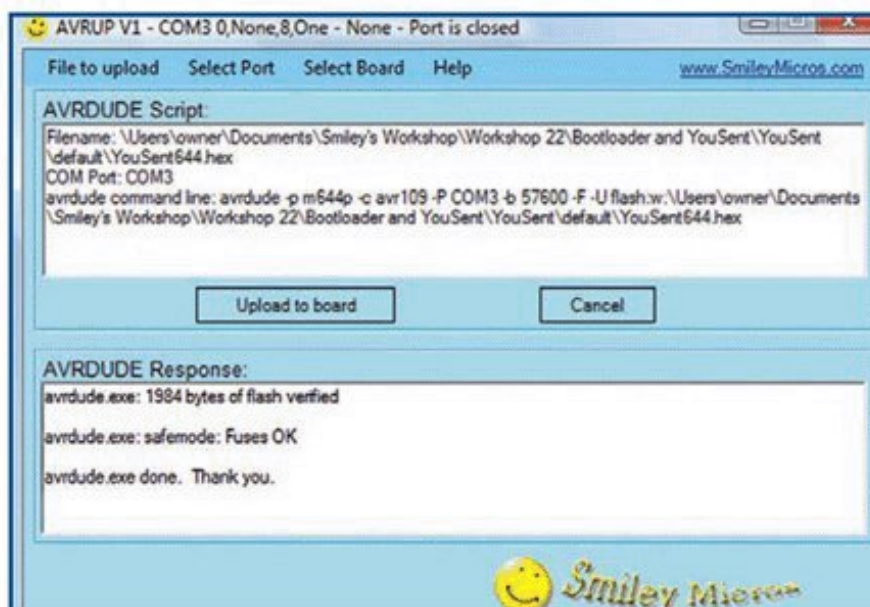 AVRUP V1 - COM3 0,None,8,One - None - Port is closed
File to upload Select Port Select Board Help www.SmileyMicros.com
AVRDUDE Script:
Filename: \Users\owner\Documents\Smiley's Workshop\Workshop 22\Bootloader and YouSent\YouSent
\default\YouSent644.hex
COM Port: COM3
avrdude command line: avrdude -p m644p -c avr109 -P COM3 -b 57600 -F -U flash:w:\Users\owner\Documents
\Smiley's Workshop\Workshop 22\Bootloader and YouSent\YouSent\default\YouSent644.hex
Upload to board Cancel
AVRDUDE Response:
avrdude.exe: 1984 bytes of flash verified
avrdude.exe: safemode: Fuses OK
avrdude.exe done. Thank you.
Smiley Micros